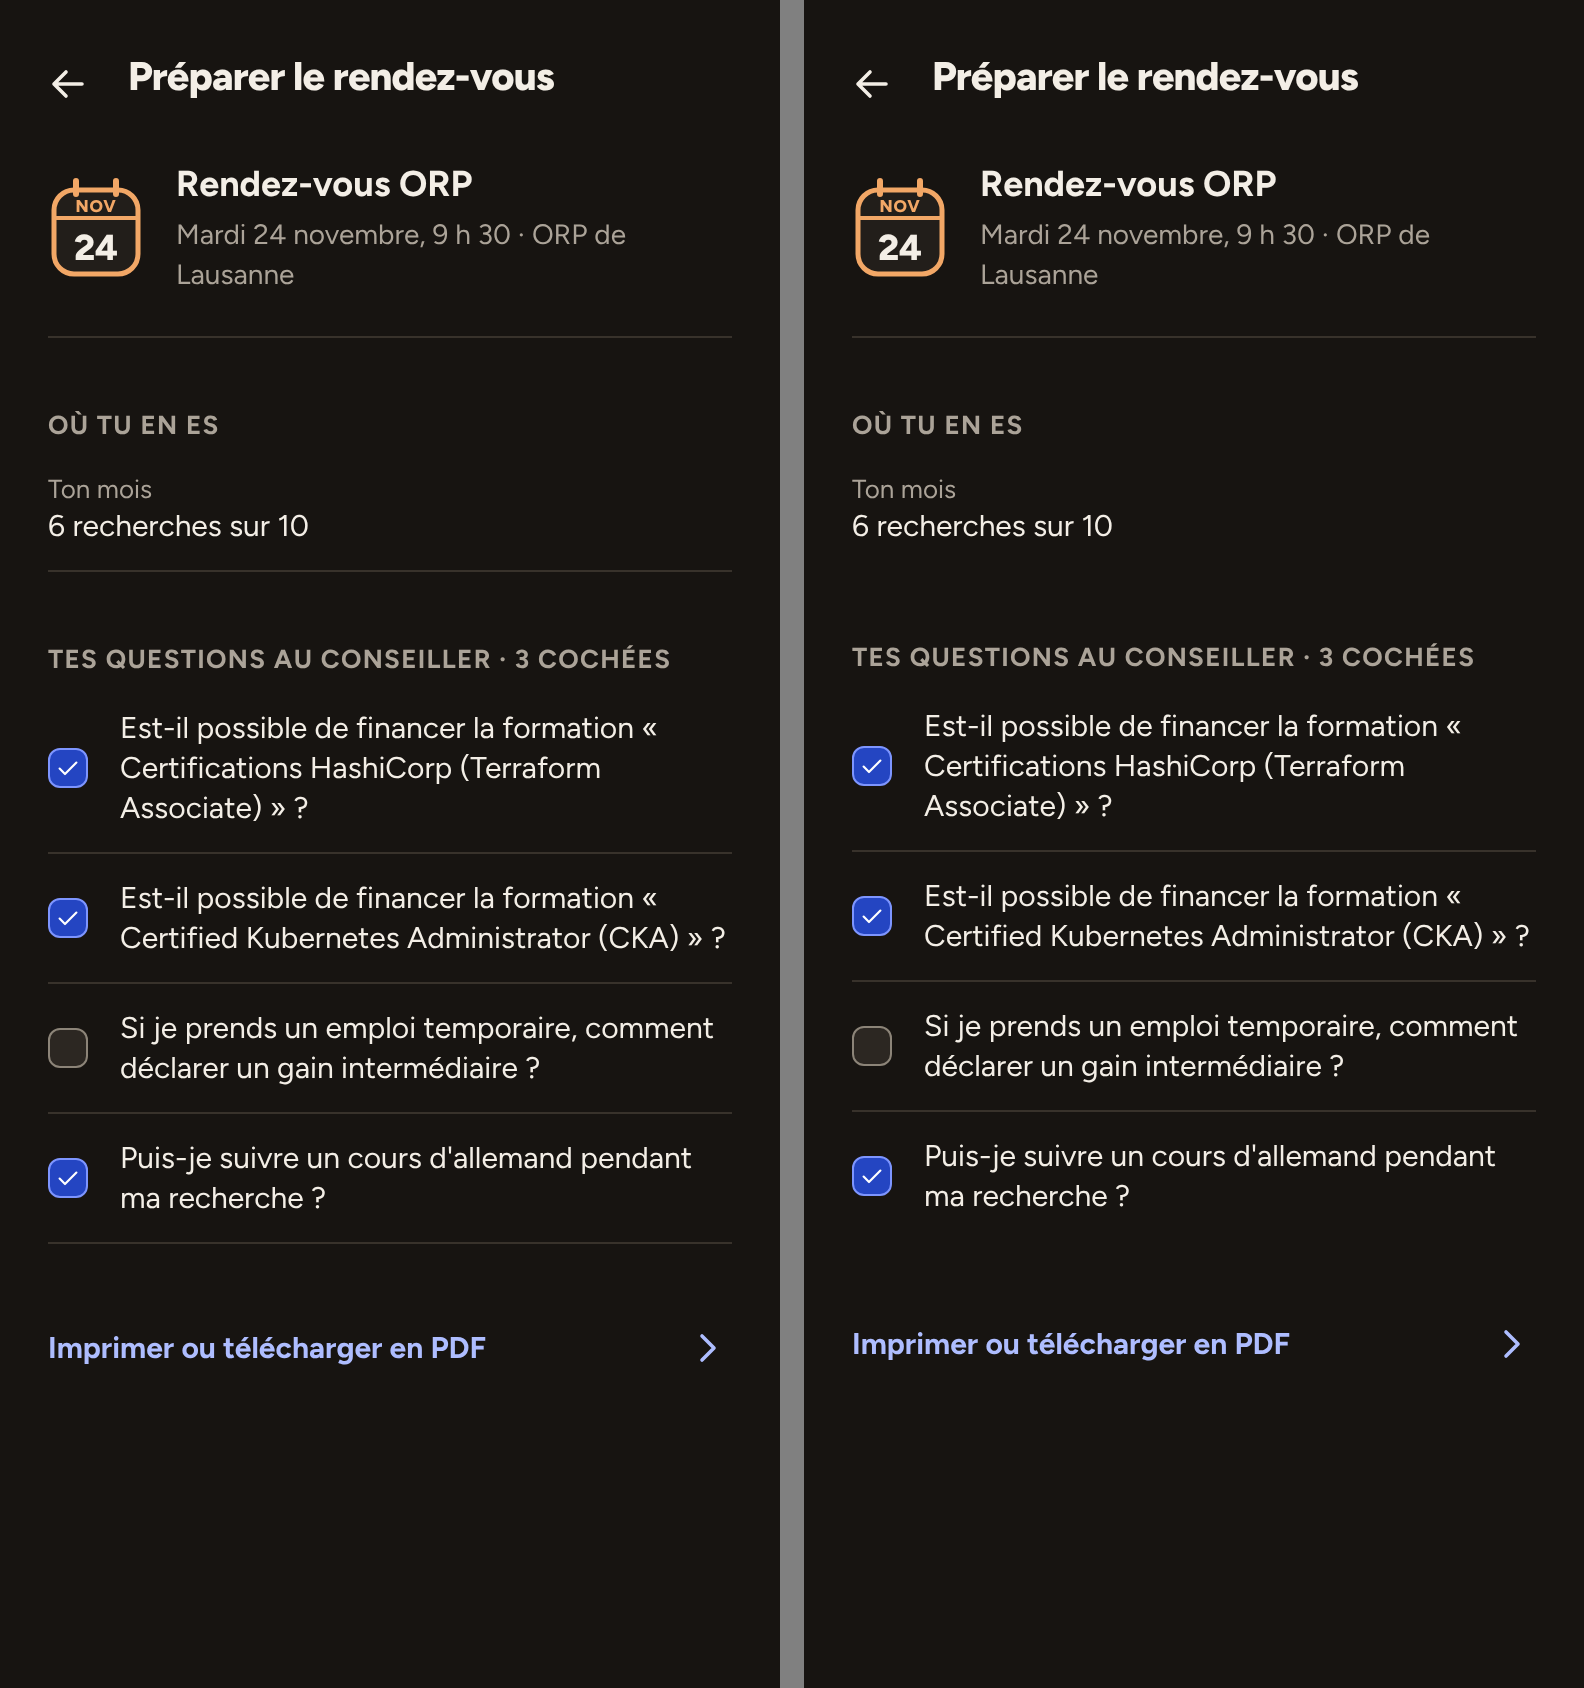 Préparer le rendez-vous
NOV
24
Rendez-vous ORP
Mardi 24 novembre, 9 h 30 · ORP de
Lausanne
OÙ TU EN ES
Ton mois
6 recherches sur 10
TES QUESTIONS AU CONSEILLER · 3 COCHÉES
Est-il possible de financer la formation «
Certifications HashiCorp (Terraform
Associate) » ?
Est-il possible de financer la formation «
Certified Kubernetes Administrator (CKA) » ?
Si je prends un emploi temporaire, comment
déclarer un gain intermédiaire ?
Puis-je suivre un cours d'allemand pendant
ma recherche ?
Imprimer ou télécharger en PDF
Préparer le rendez-vous
NOV
24
Rendez-vous ORP
Mardi 24 novembre, 9 h 30 · ORP de
Lausanne
OÙ TU EN ES
Ton mois
6 recherches sur 10
TES QUESTIONS AU CONSEILLER · 3 COCHÉES
Est-il possible de financer la formation «
Certifications HashiCorp (Terraform
Associate) » ?
Est-il possible de financer la formation «
Certified Kubernetes Administrator (CKA) » ?
Si je prends un emploi temporaire, comment
déclarer un gain intermédiaire ?
Puis-je suivre un cours d'allemand pendant
ma recherche ?
Imprimer ou télécharger en PDF